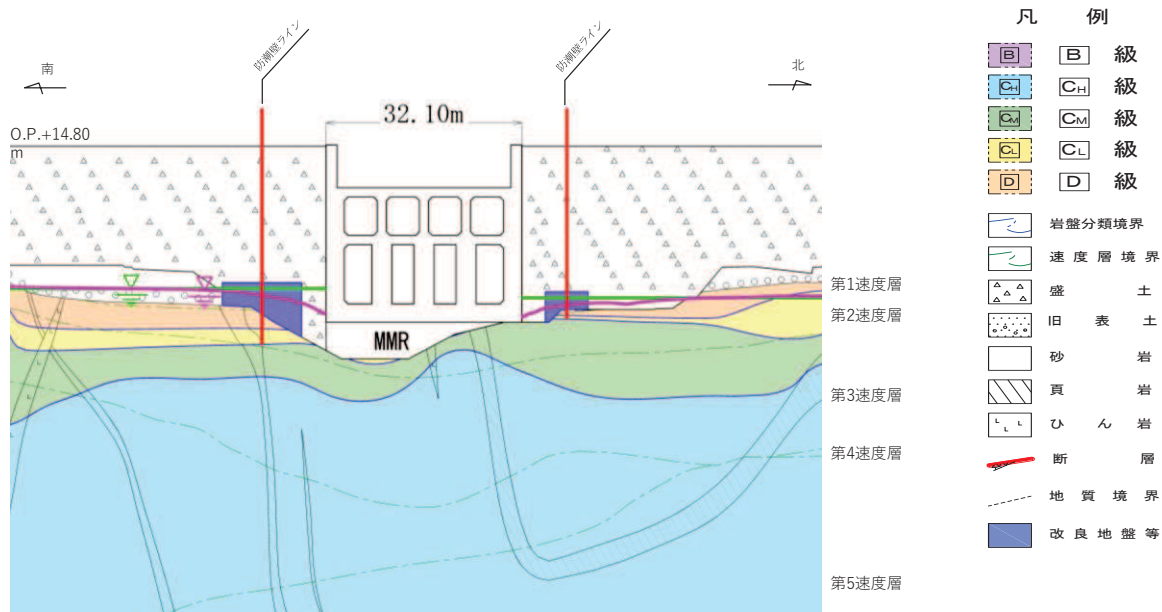 南
防潮壁ライン
防潮壁ライン
北
32.10m
O.P.+14.80
m
MMR
第1速度層
第2速度層
第3速度層
第4速度層
第5速度層
凡 例
B B 級
CH CH 級
CM CM 級
CL CL 級
D D 級
岩盤分類境界
速度層境界
盛土
旧表土
砂岩
頁岩
ひん岩
断層
地質境界
改良地盤等